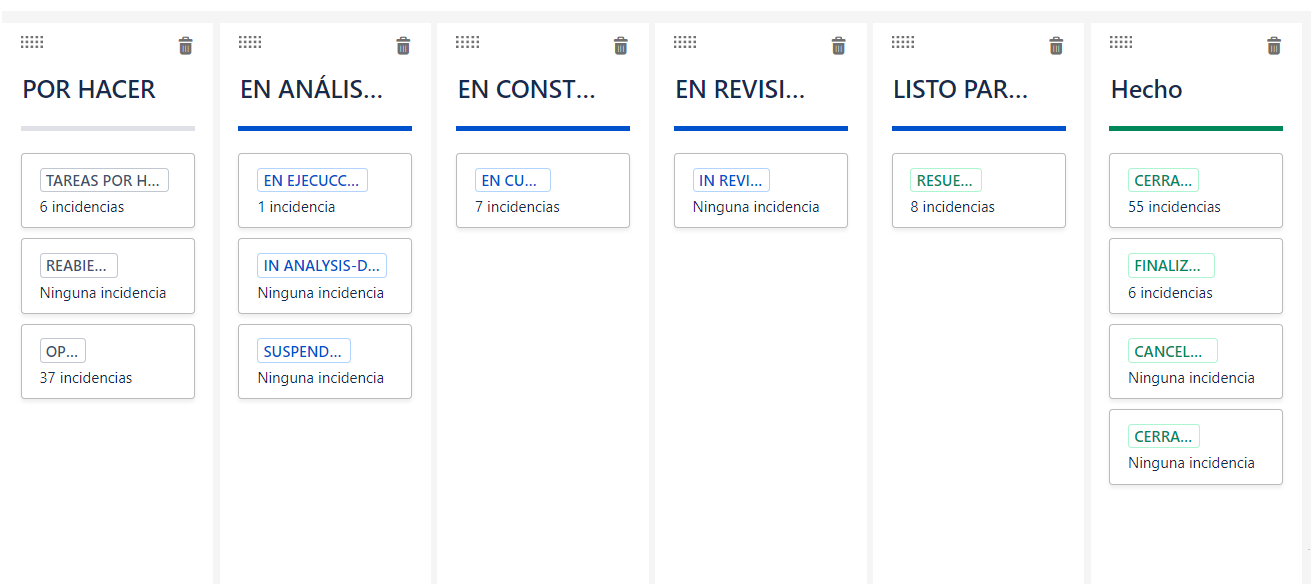 POR HACER
TAREAS POR H...
6 incidencias
REABIE...
Ninguna incidencia
OP...
37 incidencias
EN ANÁLIS...
EN EJECUCC...
1 incidencia
IN ANALYSIS-D...
Ninguna incidencia
SUSPEND...
Ninguna incidencia
EN CONST...
EN CU...
7 incidencias
EN REVISI...
IN REVI...
Ninguna incidencia
LISTO PAR...
RESUE...
8 incidencias
Hecho
CERRA...
55 incidencias
FINALIZ...
6 incidencias
CANCEL...
Ninguna incidencia
CERRA...
Ninguna incidencia